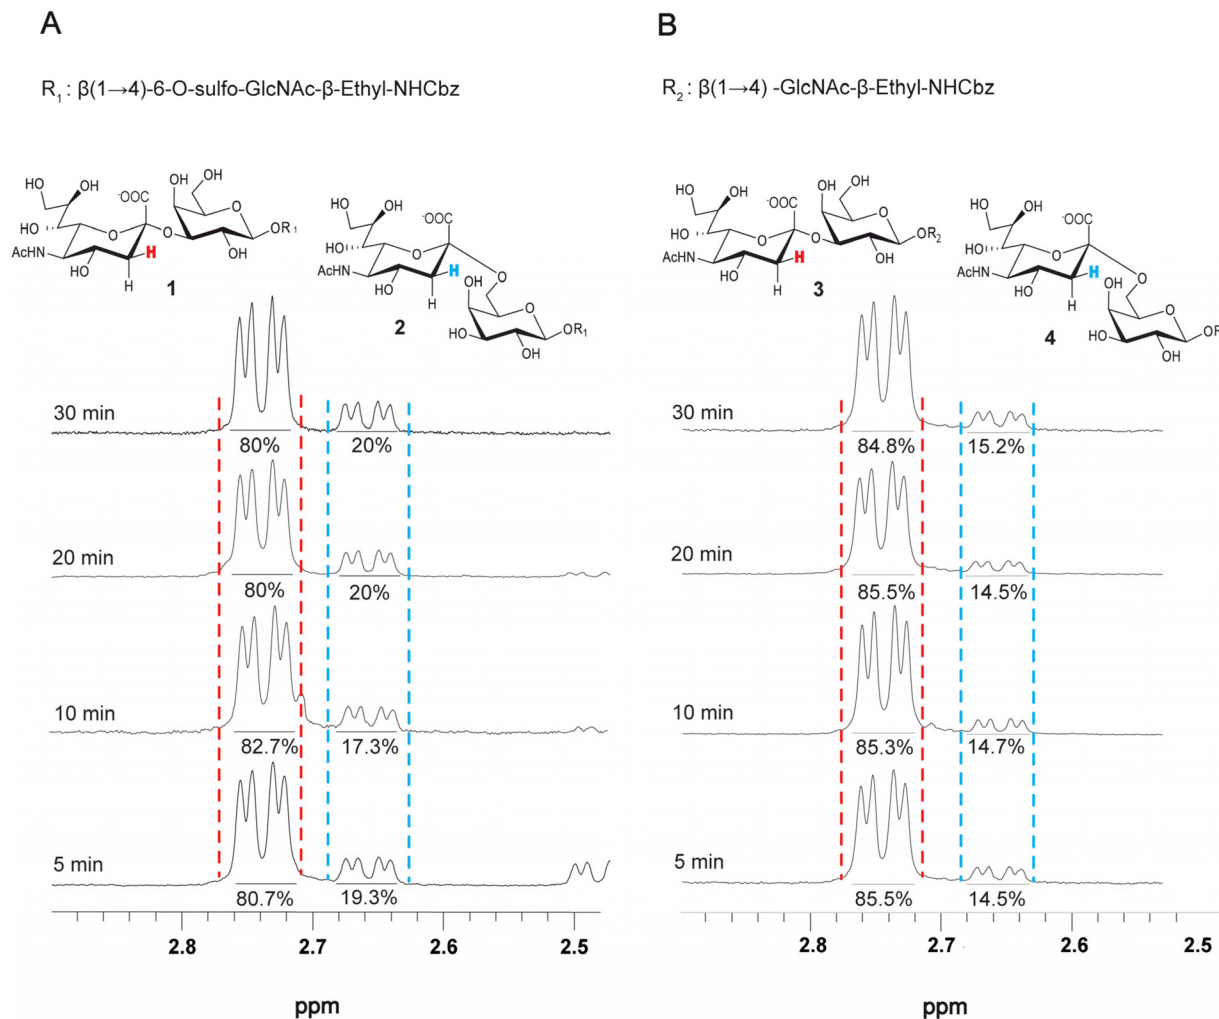 A
B
R₁ : β(1→4)-6-O-sulfo-GlcNAc-β-Ethyl-NHCbz
R₂ : β(1→4) -GlcNAc-β-Ethyl-NHCbz
HO
OH
HO
AcHN
HO
⁻OOC
O
O
H
H
OH
OH
O
OH
OR₁
1
HO
OH
HO
AcHN
HO
⁻OOC
O
H
H
O
OH
O
HO
OH
OR₁
2
HO
OH
HO
AcHN
HO
⁻OOC
O
O
H
H
OH
OH
O
OH
OR₂
3
HO
OH
HO
AcHN
HO
⁻OOC
O
H
H
O
OH
O
HO
OH
OR
4
30 min
80%
20%
30 min
84.8%
15.2%
20 min
80%
20%
20 min
85.5%
14.5%
10 min
82.7%
17.3%
10 min
85.3%
14.7%
5 min
80.7%
19.3%
5 min
85.5%
14.5%
2.8
2.7
2.6
2.5
2.8
2.7
2.6
2.5
ppm
ppm